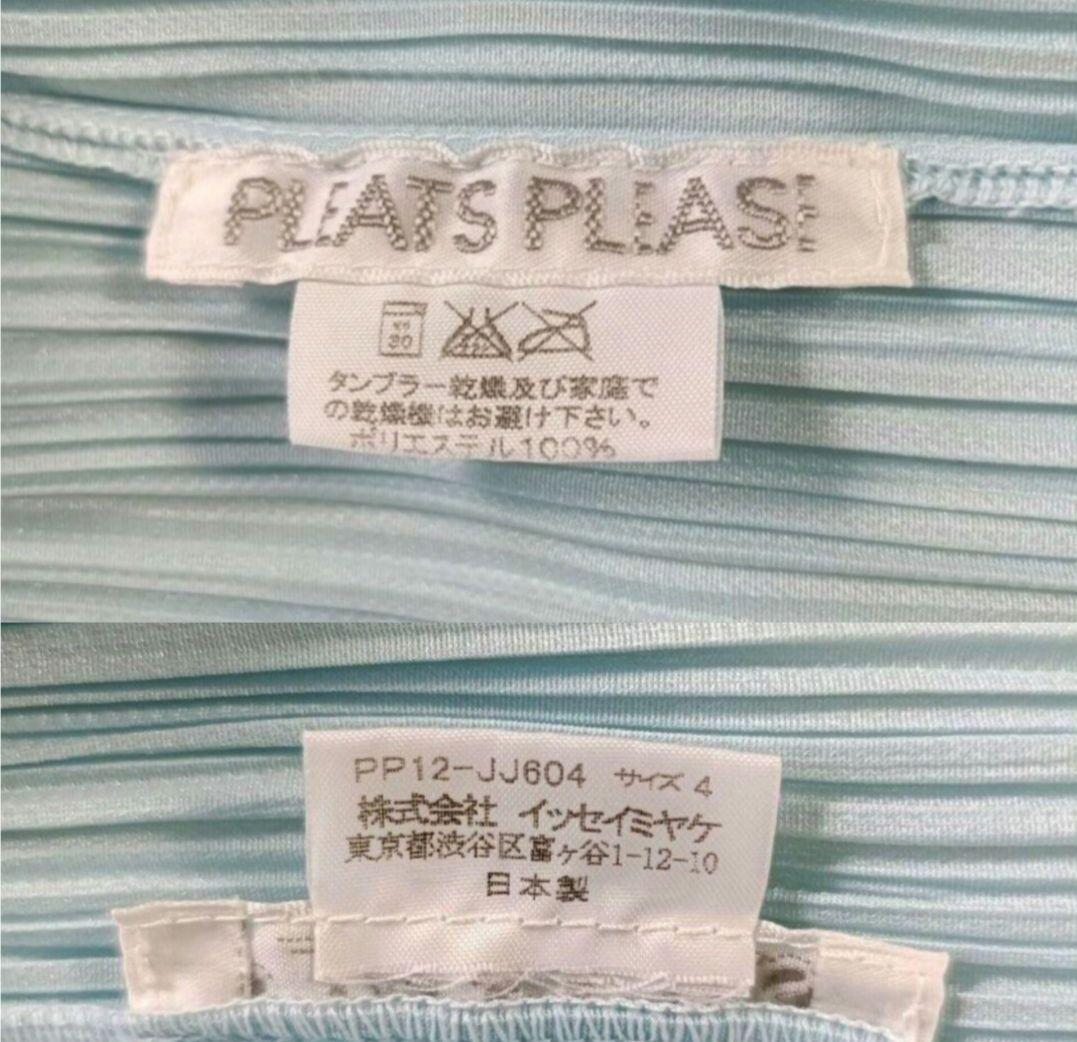 PLEATS PLEASE
30
タンブラー乾燥及び家庭で
の乾燥機はお避け下さい。
ポリエステル100%
PP12-JJ604 サイズ 4
株式会社 イッセイミヤケ
東京都渋谷区富ヶ谷1-12-10
日本製